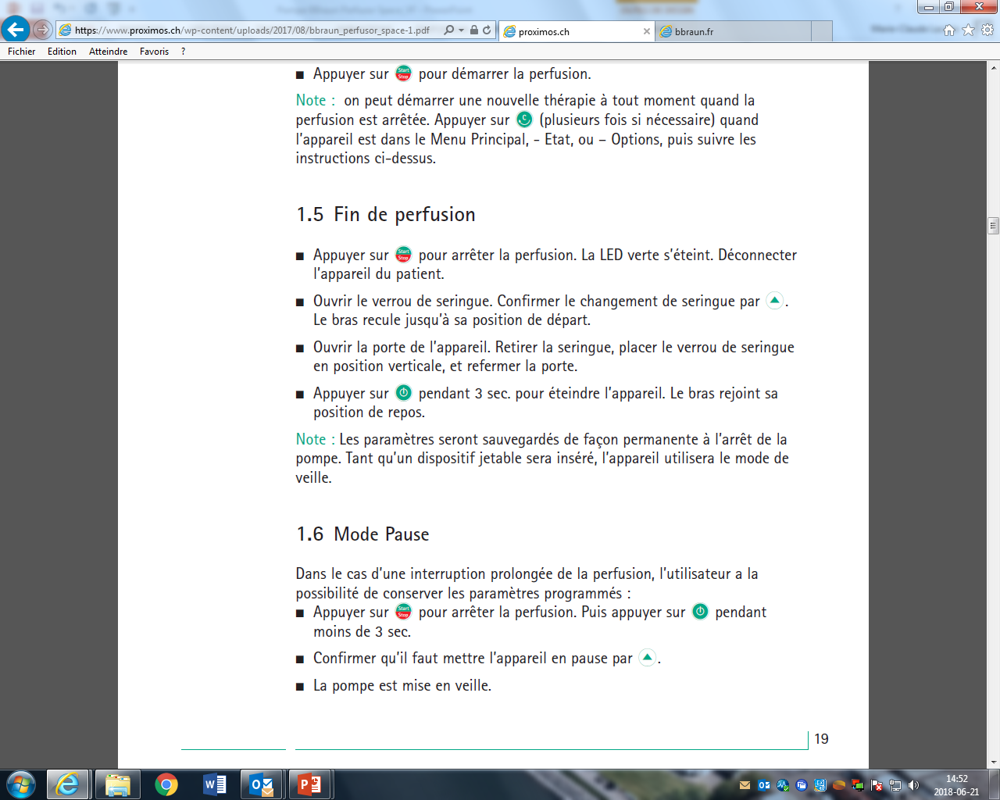 https://www.proximos.ch/wp-content/uploads/2017/08/bbraun_perfusor_space-1.pdf
proximos.ch
bbraun.fr
Fichier Edition Atteindre Favoris ?
■ Appuyer sur Start Stop pour démarrer la perfusion.
Note : on peut démarrer une nouvelle thérapie à tout moment quand la
perfusion est arrêtée. Appuyer sur C (plusieurs fois si nécessaire) quand
l'appareil est dans le Menu Principal, - Etat, ou – Options, puis suivre les
instructions ci-dessus.
1.5 Fin de perfusion
■ Appuyer sur Start Stop pour arrêter la perfusion. La LED verte s'éteint. Déconnecter
l'appareil du patient.
■ Ouvrir le verrou de seringue. Confirmer le changement de seringue par ▲.
Le bras recule jusqu'à sa position de départ.
■ Ouvrir la porte de l'appareil. Retirer la seringue, placer le verrou de seringue
en position verticale, et refermer la porte.
■ Appuyer sur pendant 3 sec. pour éteindre l'appareil. Le bras rejoint sa
position de repos.
Note : Les paramètres seront sauvegardés de façon permanente à l'arrêt de la
pompe. Tant qu'un dispositif jetable sera inséré, l'appareil utilisera le mode de
veille.
1.6 Mode Pause
Dans le cas d'une interruption prolongée de la perfusion, l'utilisateur a la
possibilité de conserver les paramètres programmés :
■ Appuyer sur Start Stop pour arrêter la perfusion. Puis appuyer sur pendant
moins de 3 sec.
■ Confirmer qu'il faut mettre l'appareil en pause par ▲.
■ La pompe est mise en veille.
19
14:52
2018-06-21